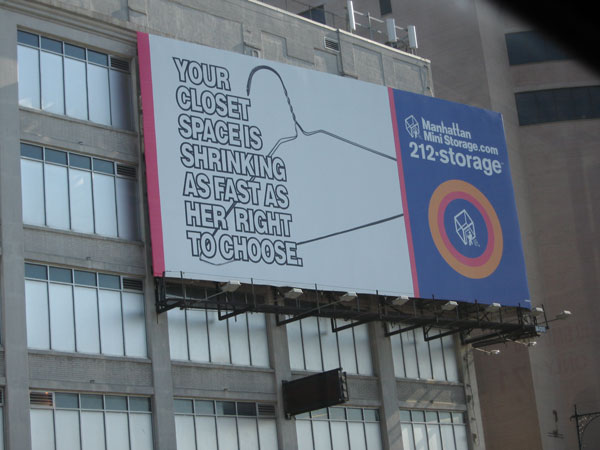 YOUR
CLOSET
SPACE IS
SHRINKING
AS FAST AS
HER RIGHT
TO CHOOSE.
Manhattan
Mini Storage.com
212·storage